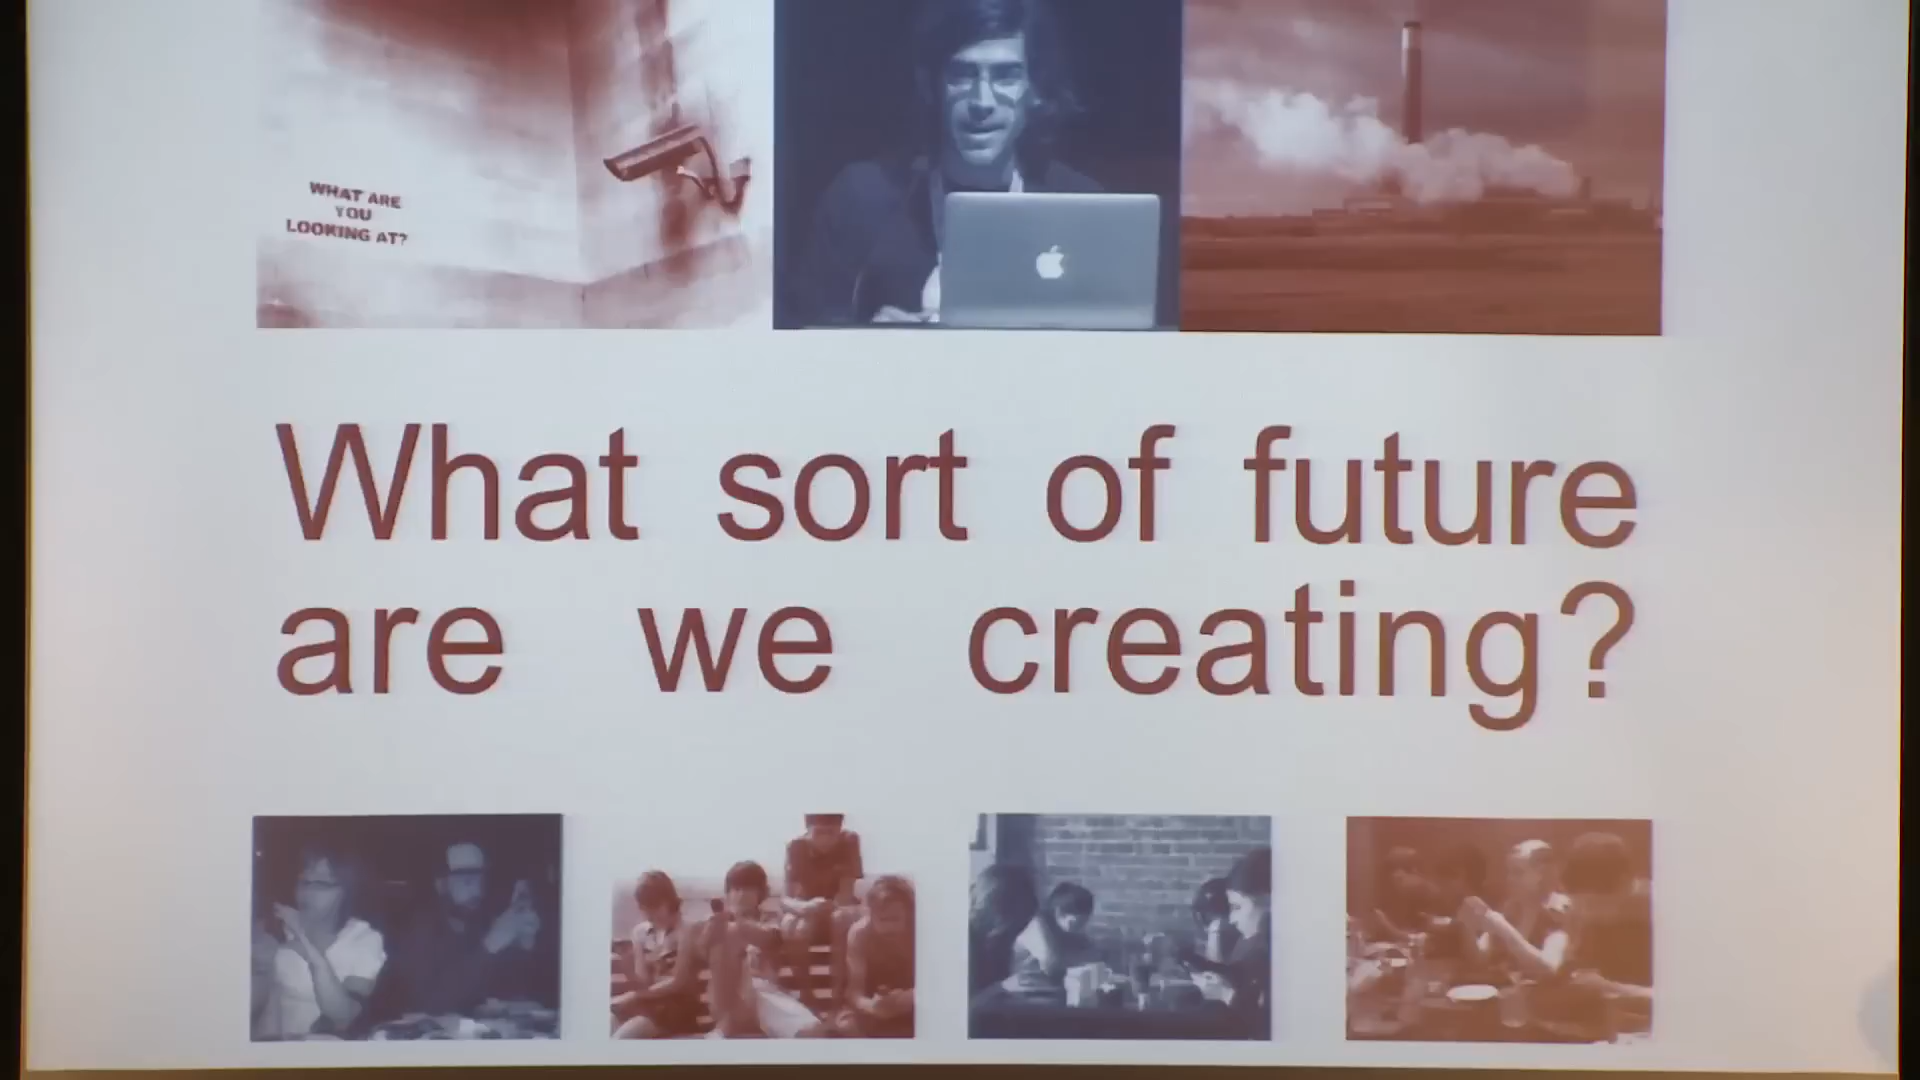 WHAT ARE
YOU
LOOKING AT?
What sort of future
are we creating?